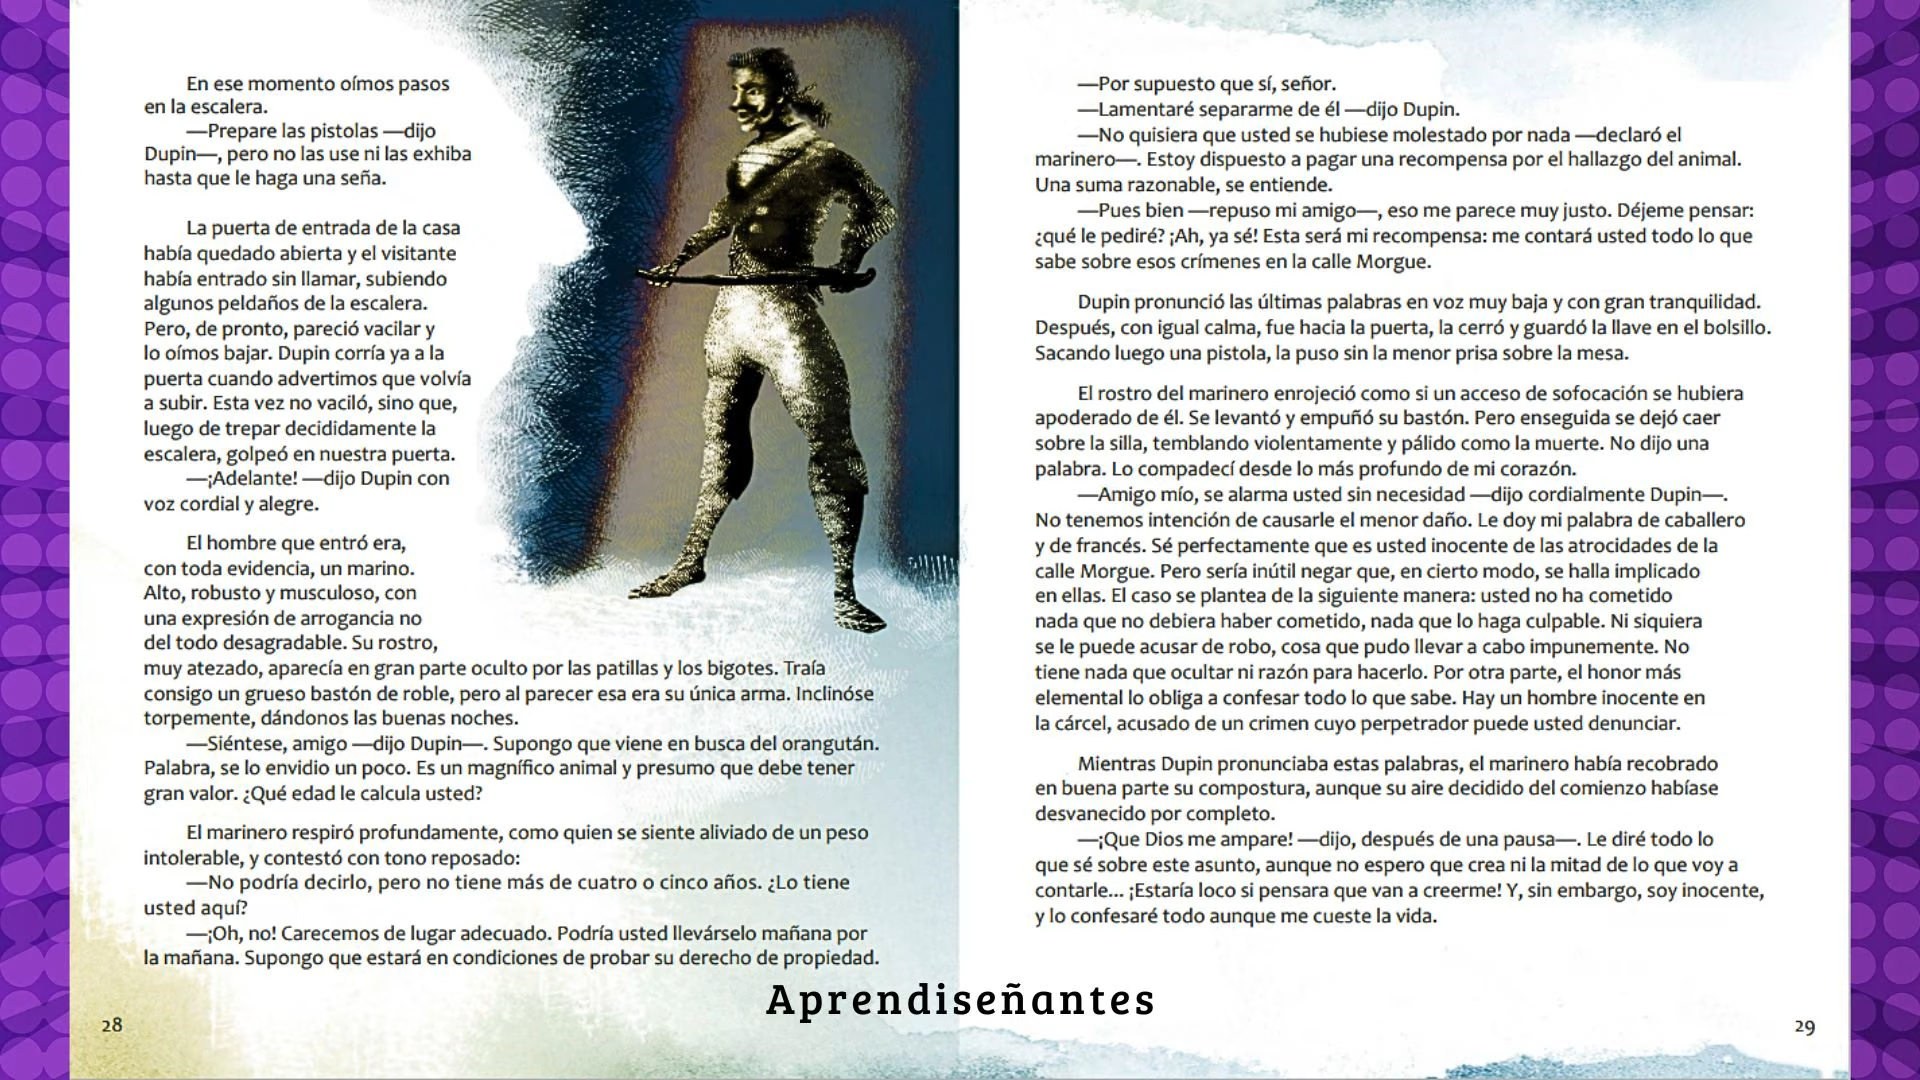 En ese momento oímos pasos
en la escalera.
—Prepare las pistolas —dijo
Dupin—, pero no las use ni las exhiba
hasta que le haga una seña.
La puerta de entrada de la casa
había quedado abierta y el visitante
había entrado sin llamar, subiendo
algunos peldaños de la escalera.
Pero, de pronto, pareció vacilar y
lo oímos bajar. Dupin corría ya a la
puerta cuando advertimos que volvía
a subir. Esta vez no vaciló, sino que,
luego de trepar decididamente la
escalera, golpeó en nuestra puerta.
—¡Adelante! —dijo Dupin con
voz cordial y alegre.
El hombre que entró era,
con toda evidencia, un marino.
Alto, robusto y musculoso, con
una expresión de arrogancia no
del todo desagradable. Su rostro,
muy atezado, aparecía en gran parte oculto por las patillas y los bigotes. Traía
consigo un grueso bastón de roble, pero al parecer esa era su única arma. Inclinóse
torpemente, dándonos las buenas noches.
—Siéntese, amigo —dijo Dupin—. Supongo que viene en busca del orangután.
Palabra, se lo envidio un poco. Es un magnífico animal y presumo que debe tener
gran valor. ¿Qué edad le calcula usted?
El marinero respiró profundamente, como quien se siente aliviado de un peso
intolerable, y contestó con tono reposado:
—No podría decirlo, pero no tiene más de cuatro o cinco años. ¿Lo tiene
usted aquí?
—¡Oh, no! Carecemos de lugar adecuado. Podría usted llevárselo mañana por
la mañana. Supongo que estará en condiciones de probar su derecho de propiedad.
28
—Por supuesto que sí, señor.
—Lamentaré separarme de él —dijo Dupin.
—No quisiera que usted se hubiese molestado por nada —declaró el
marinero—. Estoy dispuesto a pagar una recompensa por el hallazgo del animal.
Una suma razonable, se entiende.
—Pues bien —repuso mi amigo—, eso me parece muy justo. Déjeme pensar:
¿qué le pediré? ¡Ah, ya sé! Esta será mi recompensa: me contará usted todo lo que
sabe sobre esos crímenes en la calle Morgue.
Dupin pronunció las últimas palabras en voz muy baja y con gran tranquilidad.
Después, con igual calma, fue hacia la puerta, la cerró y guardó la llave en el bolsillo.
Sacando luego una pistola, la puso sin la menor prisa sobre la mesa.
El rostro del marinero enrojeció como si un acceso de sofocación se hubiera
apoderado de él. Se levantó y empuñó su bastón. Pero enseguida se dejó caer
sobre la silla, temblando violentamente y pálido como la muerte. No dijo una
palabra. Lo compadecí desde lo más profundo de mi corazón.
—Amigo mío, se alarma usted sin necesidad —dijo cordialmente Dupin—.
No tenemos intención de causarle el menor daño. Le doy mi palabra de caballero
y de francés. Sé perfectamente que es usted inocente de las atrocidades de la
calle Morgue. Pero sería inútil negar que, en cierto modo, se halla implicado
en ellas. El caso se plantea de la siguiente manera: usted no ha cometido
nada que no debiera haber cometido, nada que lo haga culpable. Ni siquiera
se le puede acusar de robo, cosa que pudo llevar a cabo impunemente. No
tiene nada que ocultar ni razón para hacerlo. Por otra parte, el honor más
elemental lo obliga a confesar todo lo que sabe. Hay un hombre inocente en
la cárcel, acusado de un crimen cuyo perpetrador puede usted denunciar.
Mientras Dupin pronunciaba estas palabras, el marinero había recobrado
en buena parte su compostura, aunque su aire decidido del comienzo habíase
desvanecido por completo.
—¡Que Dios me ampare! —dijo, después de una pausa—. Le diré todo lo
que sé sobre este asunto, aunque no espero que crea ni la mitad de lo que voy a
contarle... ¡Estaría loco si pensara que van a creerme! Y, sin embargo, soy inocente,
y lo confesaré todo aunque me cueste la vida.
29
Aprendiseñantes